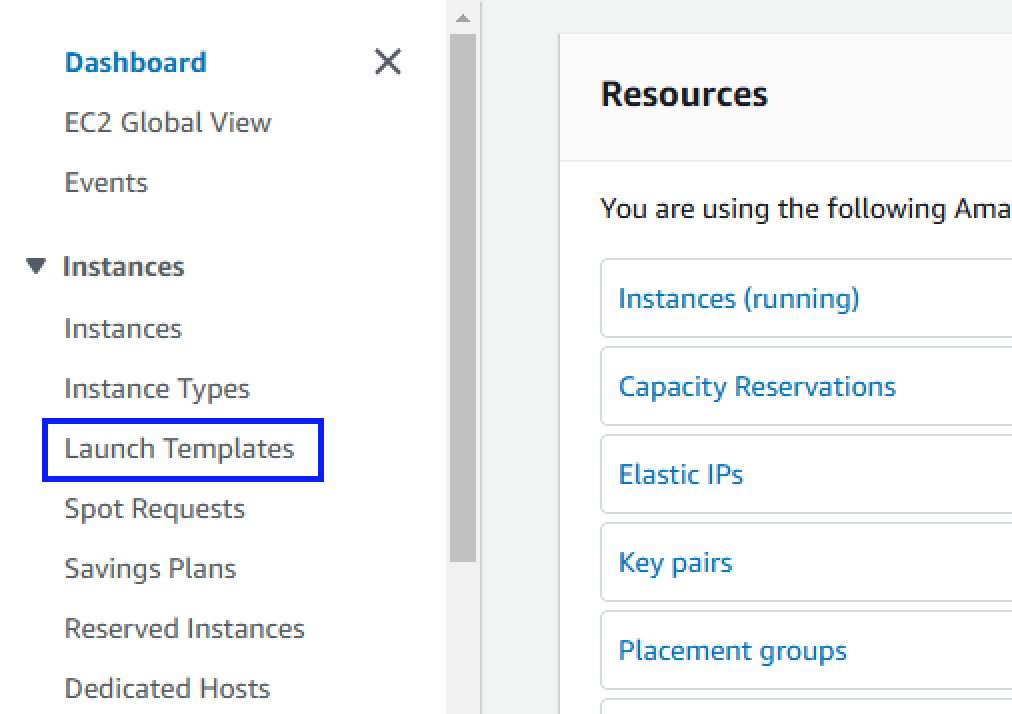 Dashboard
EC2 Global View
Events
Instances
Instances
Instance Types
Launch Templates
Spot Requests
Savings Plans
Reserved Instances
Dedicated Hosts
Resources
You are using the following Ama
Instances (running)
Capacity Reservations
Elastic IPs
Key pairs
Placement groups